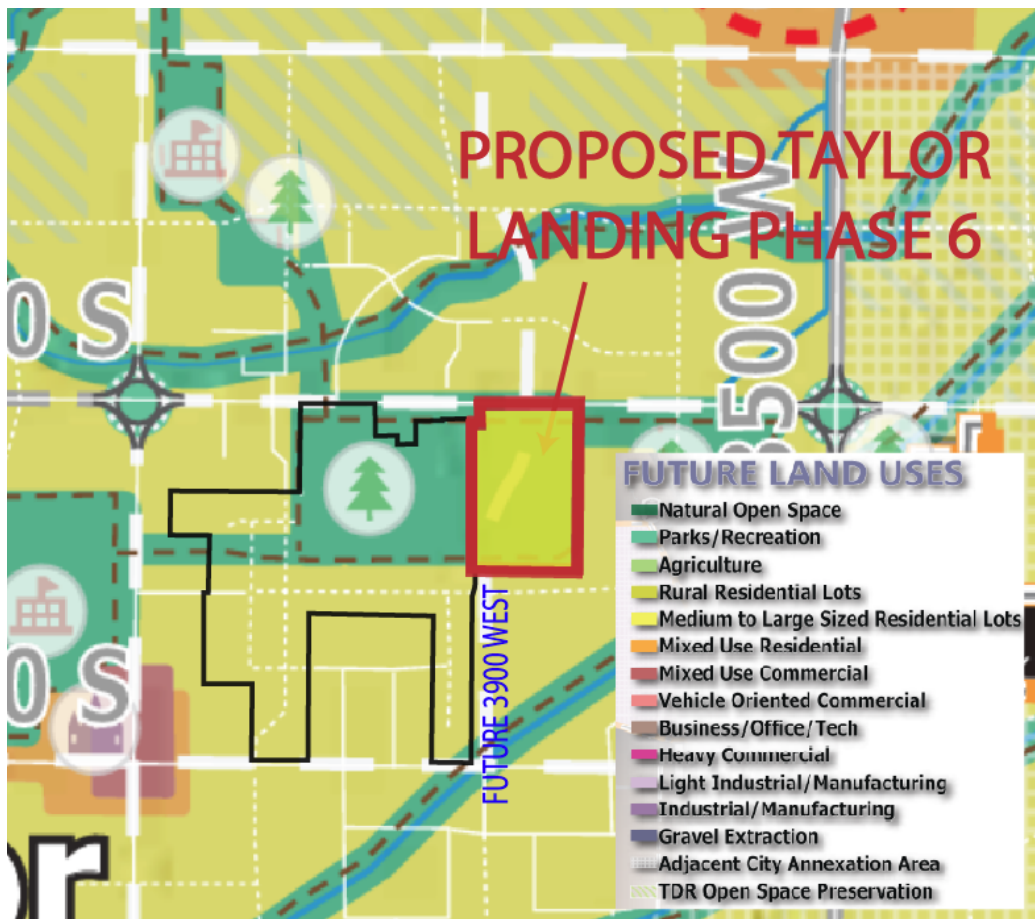 PROPOSED TAYLOR
LANDING PHASE 6
3500 W
0 S
FUTURE LAND USES
Natural Open Space
Parks/Recreation
Agriculture
Rural Residential Lots
Medium to Large Sized Residential Lots
Mixed Use Residential
Mixed Use Commercial
Vehicle Oriented Commercial
Business/Office/Tech
Heavy Commercial
Light Industrial/Manufacturing
Industrial/Manufacturing
Gravel Extraction
Adjacent City Annexation Area
TDR Open Space Preservation
FUTURE 3900 WEST
0 S
or